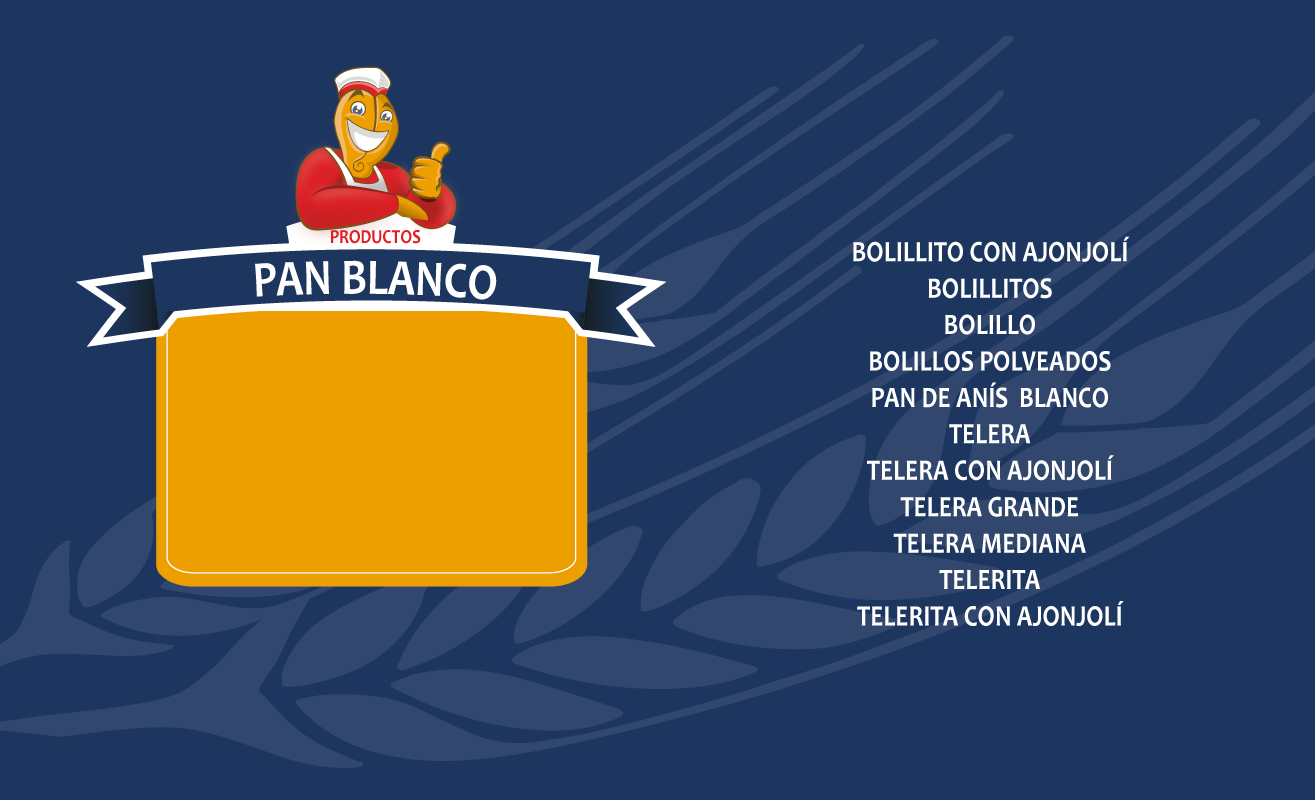 PRODUCTOS
PAN BLANCO
BOLILLITO CON AJONJOLÍ
BOLILLITOS
BOLILLO
BOLILLOS POLVEADOS
PAN DE ANÍS  BLANCO
TELERA
TELERA CON AJONJOLÍ
TELERA GRANDE
TELERA MEDIANA
TELERITA
TELERITA CON AJONJOLÍ